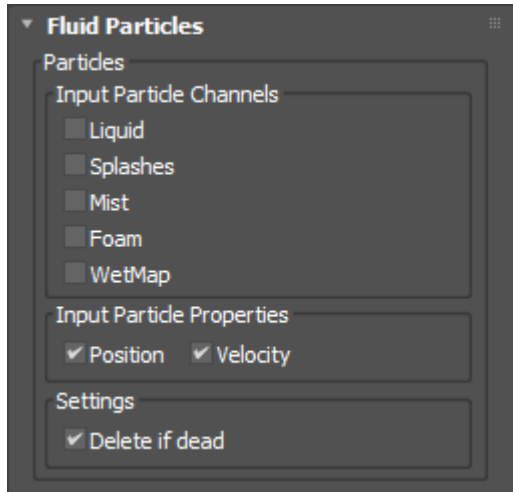 Fluid Particles
Particles
Input Particle Channels
Liquid
Splashes
Mist
Foam
WetMap
Input Particle Properties
Position Velocity
Settings
Delete if dead